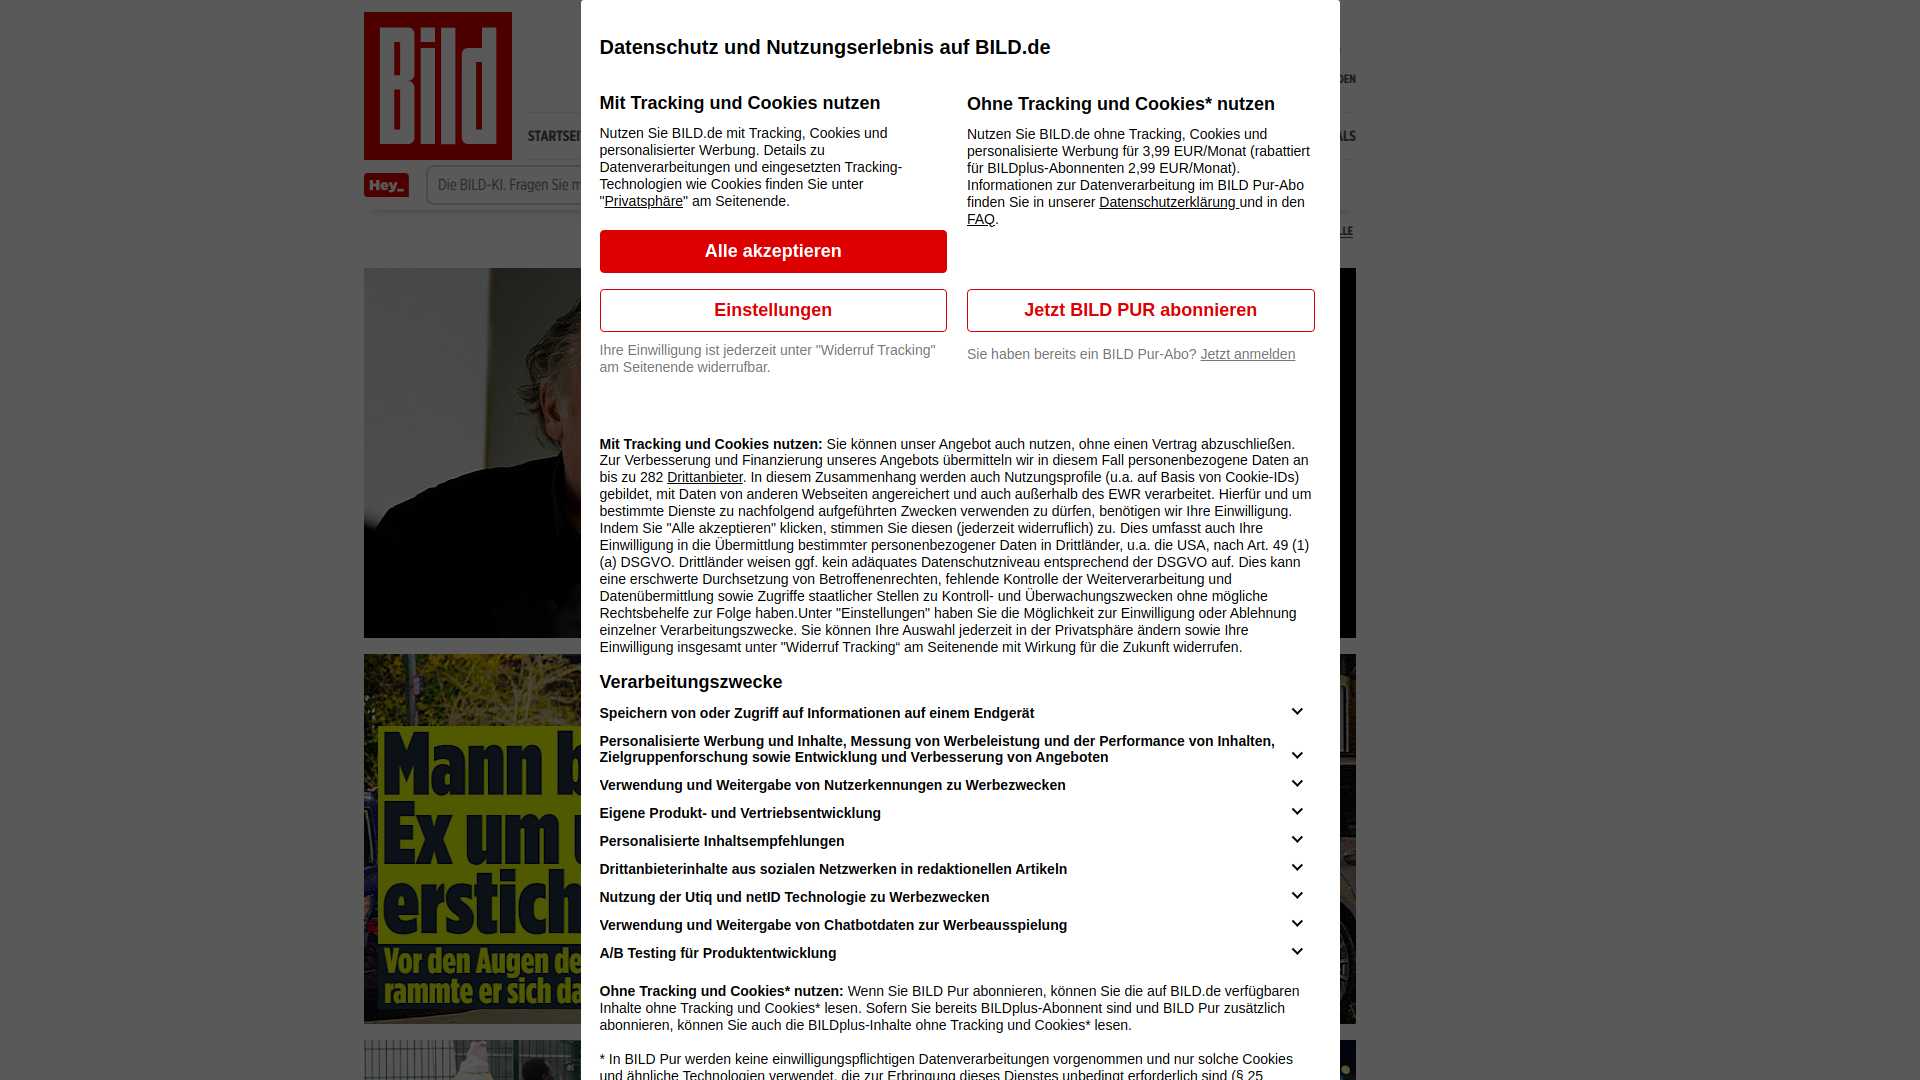 Bild
DEN
STARTSEI
ALS
Hey_
Die BILD-KI. Fragen Sie m
LLE
Mann b
Ex um u
erstich
Vor den Augen de
rammte er sich da
Datenschutz und Nutzungserlebnis auf BILD.de
Mit Tracking und Cookies nutzen
Nutzen Sie BILD.de mit Tracking, Cookies und
personalisierter Werbung. Details zu
Datenverarbeitungen und eingesetzten Tracking-
Technologien wie Cookies finden Sie unter
"Privatsphäre" am Seitenende.
Alle akzeptieren
Einstellungen
Ihre Einwilligung ist jederzeit unter "Widerruf Tracking"
am Seitenende widerrufbar.
Ohne Tracking und Cookies* nutzen
Nutzen Sie BILD.de ohne Tracking, Cookies und
personalisierte Werbung für 3,99 EUR/Monat (rabattiert
für BILDplus-Abonnenten 2,99 EUR/Monat).
Informationen zur Datenverarbeitung im BILD Pur-Abo
finden Sie in unserer Datenschutzerklärung und in den
FAQ.
Jetzt BILD PUR abonnieren
Sie haben bereits ein BILD Pur-Abo? Jetzt anmelden
Mit Tracking und Cookies nutzen: Sie können unser Angebot auch nutzen, ohne einen Vertrag abzuschließen.
Zur Verbesserung und Finanzierung unseres Angebots übermitteln wir in diesem Fall personenbezogene Daten an
bis zu 282 Drittanbieter. In diesem Zusammenhang werden auch Nutzungsprofile (u.a. auf Basis von Cookie-IDs)
gebildet, mit Daten von anderen Webseiten angereichert und auch außerhalb des EWR verarbeitet. Hierfür und um
bestimmte Dienste zu nachfolgend aufgeführten Zwecken verwenden zu dürfen, benötigen wir Ihre Einwilligung.
Indem Sie "Alle akzeptieren" klicken, stimmen Sie diesen (jederzeit widerruflich) zu. Dies umfasst auch Ihre
Einwilligung in die Übermittlung bestimmter personenbezogener Daten in Drittländer, u.a. die USA, nach Art. 49 (1)
(a) DSGVO. Drittländer weisen ggf. kein adäquates Datenschutzniveau entsprechend der DSGVO auf. Dies kann
eine erschwerte Durchsetzung von Betroffenenrechten, fehlende Kontrolle der Weiterverarbeitung und
Datenübermittlung sowie Zugriffe staatlicher Stellen zu Kontroll- und Überwachungszwecken ohne mögliche
Rechtsbehelfe zur Folge haben.Unter "Einstellungen" haben Sie die Möglichkeit zur Einwilligung oder Ablehnung
einzelner Verarbeitungszwecke. Sie können Ihre Auswahl jederzeit in der Privatsphäre ändern sowie Ihre
Einwilligung insgesamt unter "Widerruf Tracking“ am Seitenende mit Wirkung für die Zukunft widerrufen.
Verarbeitungszwecke
Speichern von oder Zugriff auf Informationen auf einem Endgerät
Personalisierte Werbung und Inhalte, Messung von Werbeleistung und der Performance von Inhalten,
Zielgruppenforschung sowie Entwicklung und Verbesserung von Angeboten
Verwendung und Weitergabe von Nutzerkennungen zu Werbezwecken
Eigene Produkt- und Vertriebsentwicklung
Personalisierte Inhaltsempfehlungen
Drittanbieterinhalte aus sozialen Netzwerken in redaktionellen Artikeln
Nutzung der Utiq und netID Technologie zu Werbezwecken
Verwendung und Weitergabe von Chatbotdaten zur Werbeausspielung
A/B Testing für Produktentwicklung
Ohne Tracking und Cookies* nutzen: Wenn Sie BILD Pur abonnieren, können Sie die auf BILD.de verfügbaren
Inhalte ohne Tracking und Cookies* lesen. Sofern Sie bereits BILDplus-Abonnent sind und BILD Pur zusätzlich
abonnieren, können Sie auch die BILDplus-Inhalte ohne Tracking und Cookies* lesen.
* In BILD Pur werden keine einwilligungspflichtigen Datenverarbeitungen vorgenommen und nur solche Cookies
und ähnliche Technologien verwendet, die zur Erbringung dieses Dienstes unbedingt erforderlich sind (§ 25